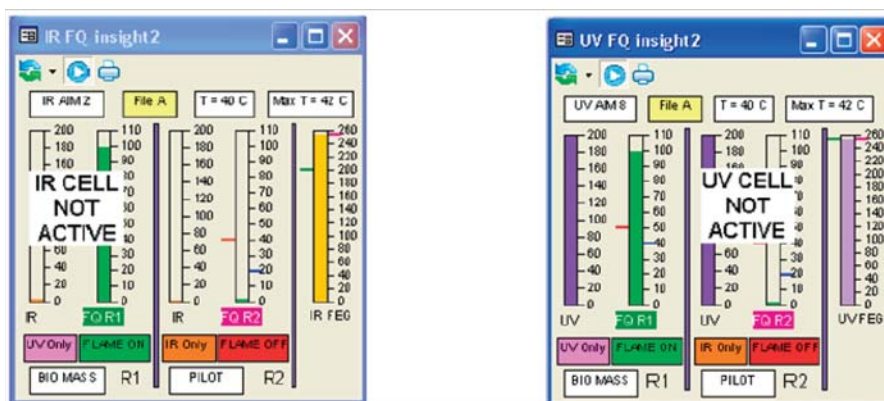 IR FQ insight2
IR AIM 2 File A T = 40 C Max T = 42 C
200 110 200 110 260
180 100 180 100 240
160 90 160 90 220
140 80 200
70 120 70 180
60 100 60 160
50 80 50 140
40 60 40 120
30 40 30 100
20 20 20 80
10 0 10 60
0 0 40
20
0
IR CELL
NOT
ACTIVE
60
40
20
0
IR FQ R1 IR FQ R2 IR FEG
UV Only FLAME ON IR Only FLAME OFF
BIO MASS R1 PILOT R2
UV FQ insight2
UV AIM 8 File A T = 40 C Max T = 42 C
200 110 200 110 260
180 100 180 100 240
160 90 90 220
140 80 200
120 70 180
100 60 160
80 50 140
60 40 120
40 30 60 30 100
20 20 40 20 80
0 10 20 10 60
0 0 0 40
20
0
UV CELL
NOT
ACTIVE
UV FQ R1 UV FQ R2 UV FEG
UV Only FLAME ON IR Only FLAME OFF
BIO MASS R1 PILOT R2